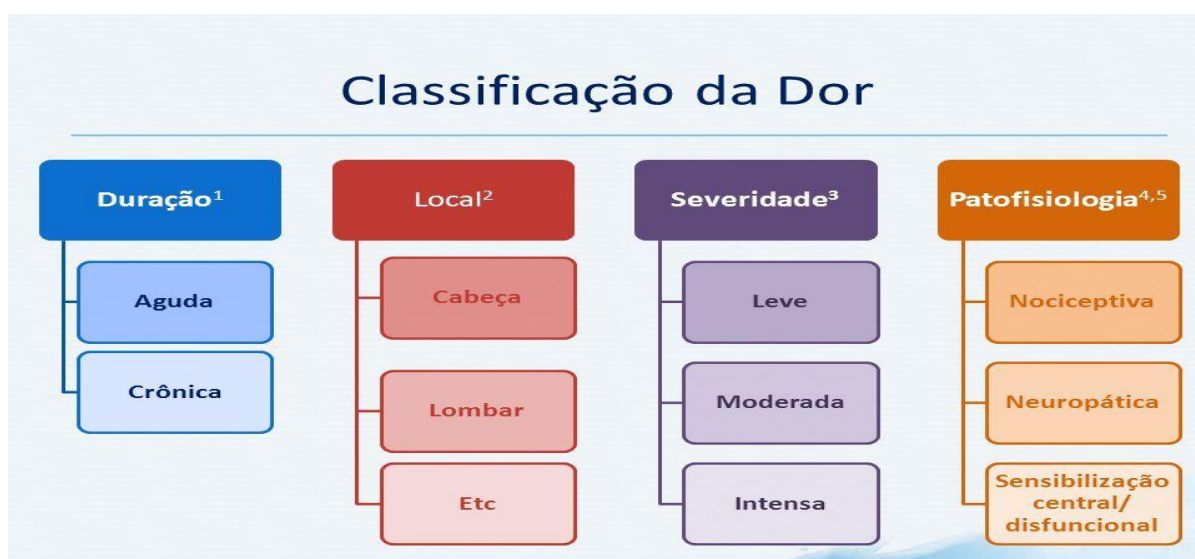 Classificação da Dor
Duração¹
Aguda
Crônica
Local²
Cabeça
Lombar
Etc
Severidade³
Leve
Moderada
Intensa
Patofisiologia⁴,⁵
Nociceptiva
Neuropática
Sensibilização
central/
disfuncional